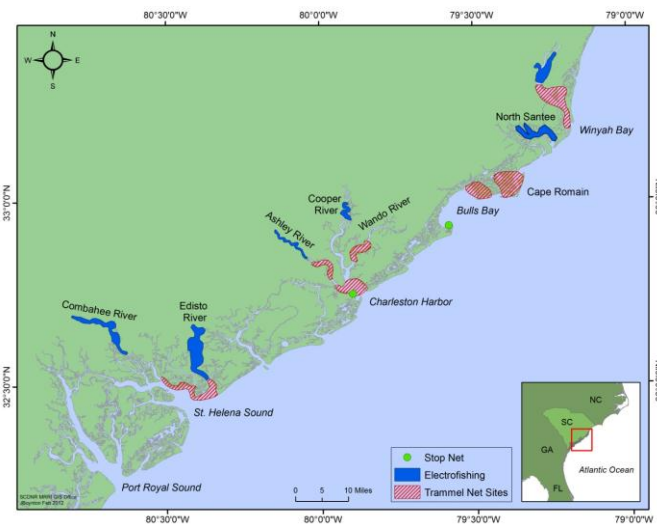 80°30'0"W
80°0'0"W
79°30'0"W
79°0'0"W
N
W
E
S
North Santee
Winyah Bay
Cape Romain
Bulls Bay
33°0'0"N
Cooper
River
Wando River
Ashley River
Charleston Harbor
Combahee River
Edisto
River
32°30'0"N
St. Helena Sound
Port Royal Sound
0 5 10 Miles
Stop Net
Electrofishing
Trammel Net Sites
NC
SC
GA
FL
Atlantic Ocean
80°30'0"W
80°0'0"W
79°30'0"W
79°0'0"W